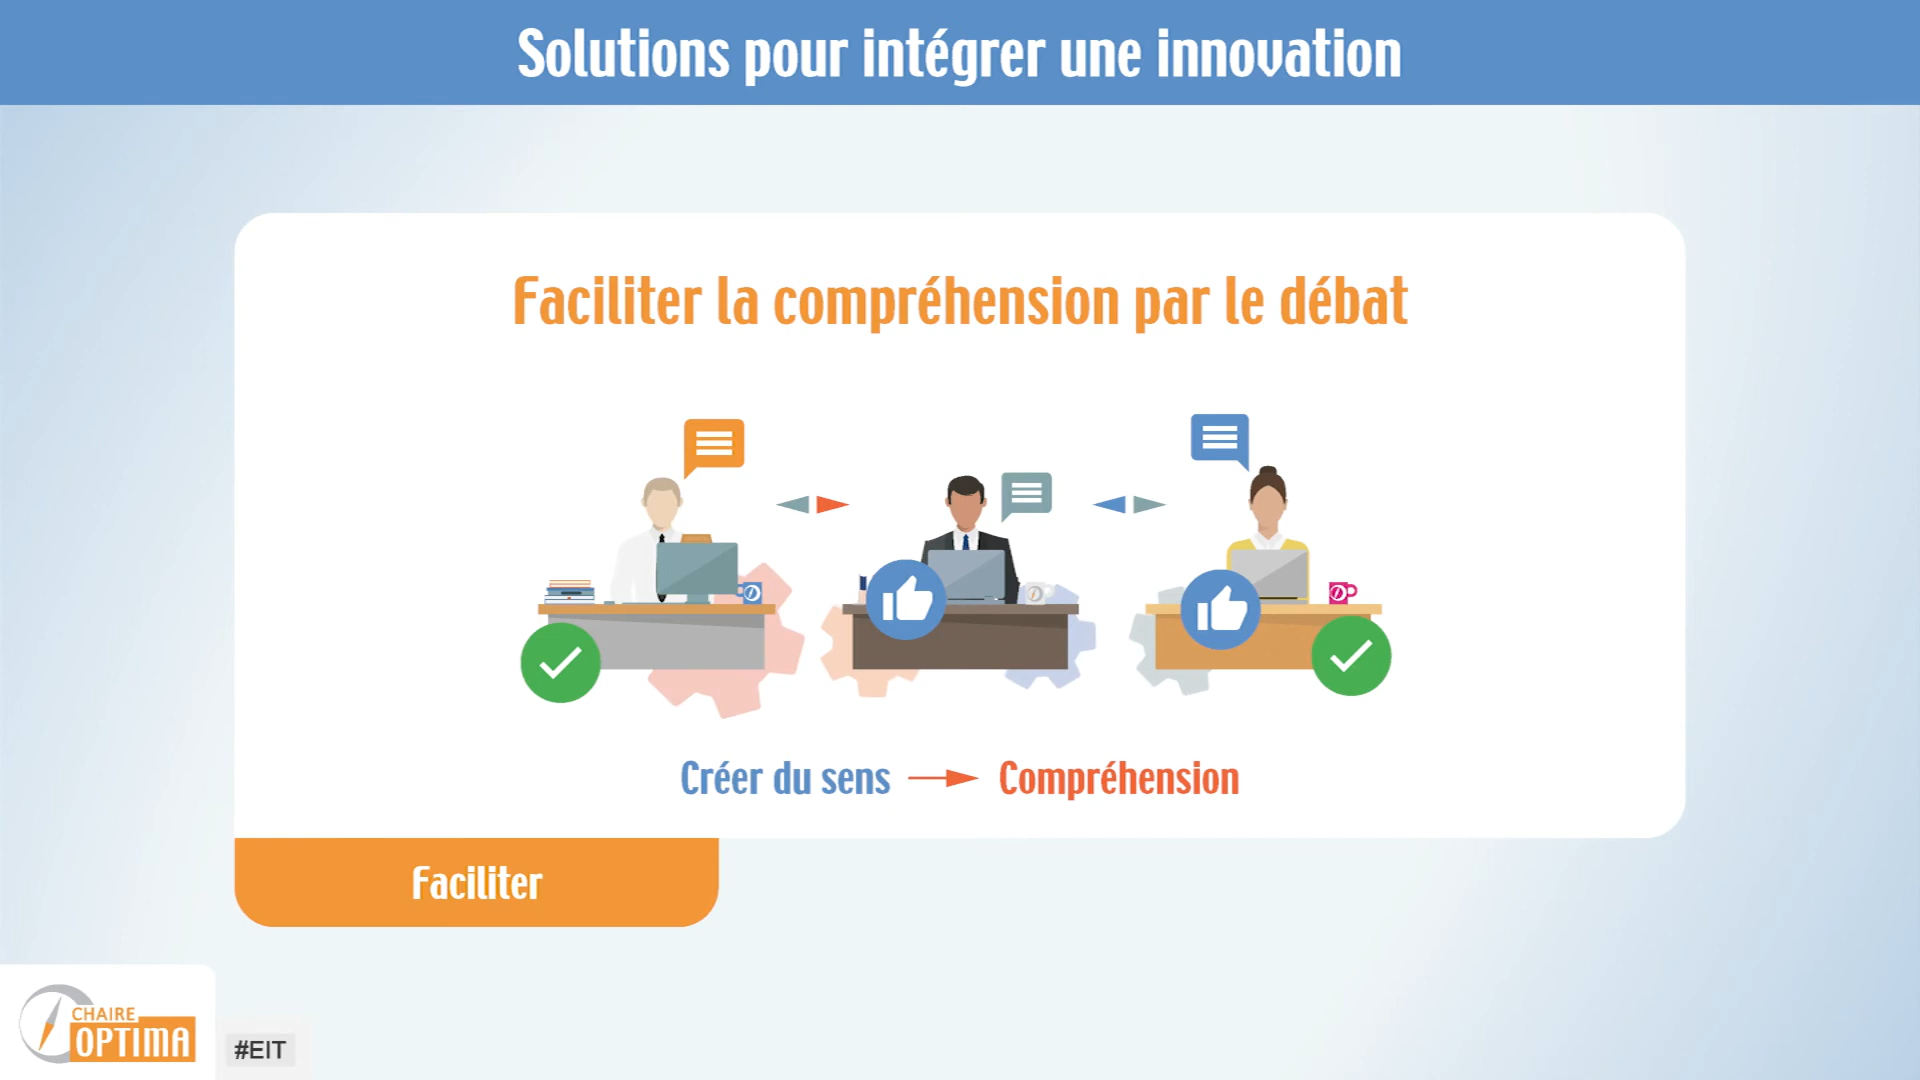 Solutions pour intégrer une innovation
Faciliter la compréhension par le débat
Créer du sens
Compréhension
Faciliter
CHAIRE
OPTIMA
#EIT